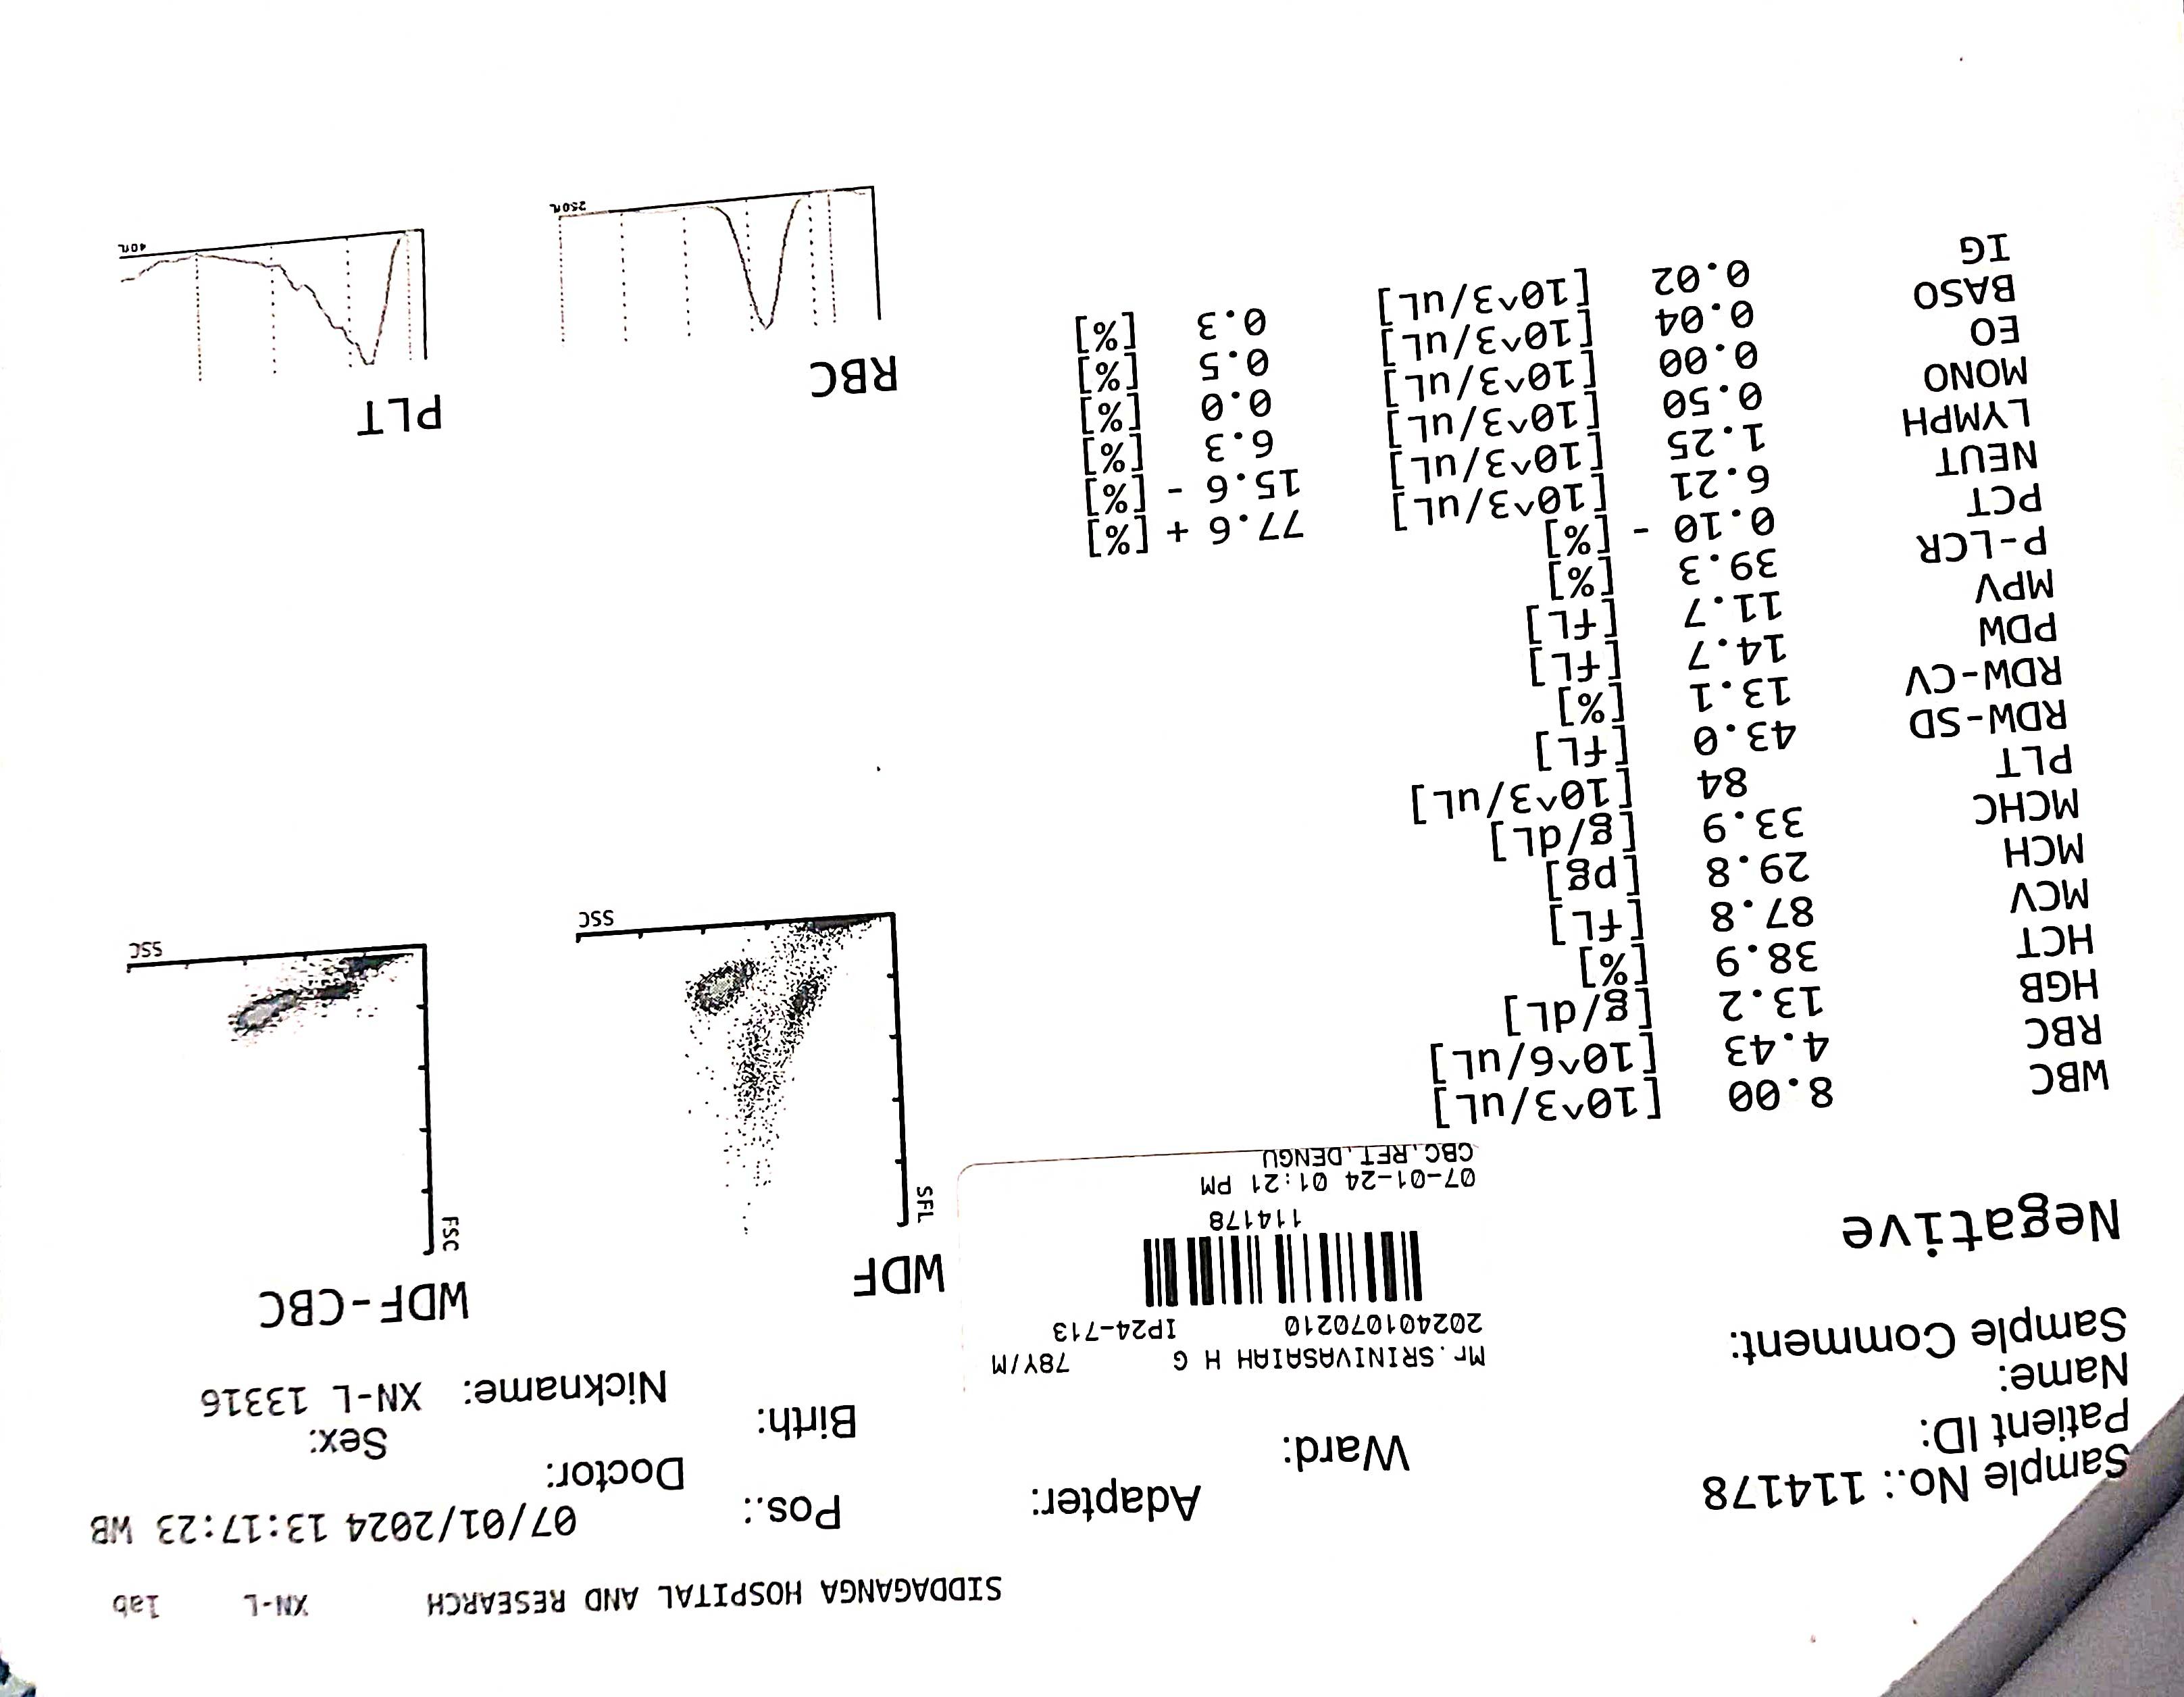 SIDDAGANGA HOSPITAL AND RESEARCH XN-L lab
Sample No.: 114178 Adapter: Pos.: 07/01/2024 13:17:23 WB
Patient ID: Ward: Doctor:
Name: Birth: Sex:
Sample Comment: Nickname: XN-L 13316
Mr.SRINIVASAIAH H G 78Y/M
202401070210 IP24-713
114178
07-01-24 01:21 PM
CBC,RFT,DENGU
Negative
WDF
SFL
SSC
WDF-CBC
FSC
SSC
WBC 8.00 [10^3/uL]
RBC 4.43 [10^6/uL]
HGB 13.2 [g/dL]
HCT 38.9 [%]
MCV 87.8 [fL]
MCH 29.8 [pg]
MCHC 33.9 [g/dL]
PLT 84 [10^3/uL]
RDW-SD 43.0 [fL]
RDW-CV 13.1 [%]
PDW 14.7 [fL]
MPV 11.7 [fL]
P-LCR 39.3 [%]
PCT 0.10 - [%]
NEUT 6.21 [10^3/uL] 77.6 + [%]
LYMPH 1.25 [10^3/uL] 15.6 - [%]
MONO 0.50 [10^3/uL] 6.3 [%]
EO 0.00 [10^3/uL] 0.0 [%]
BASO 0.04 [10^3/uL] 0.5 [%]
IG 0.02 [10^3/uL] 0.3 [%]
RBC
250fL
PLT
40fL